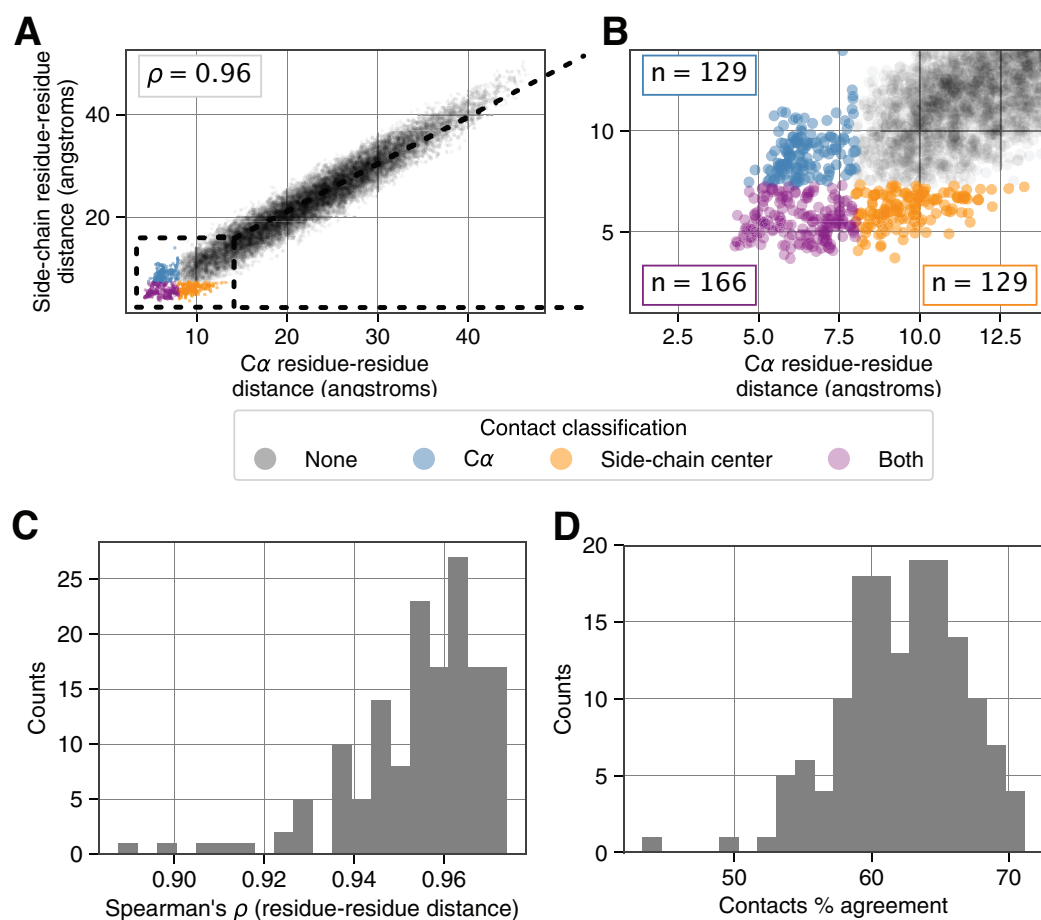 A
B
Side-chain residue-residue
distance (angstroms)
ρ = 0.96
40
20
10
20
30
40
Cα residue-residue
distance (angstroms)
n = 129
10
5
n = 166
n = 129
2.5
5.0
7.5
10.0
12.5
Cα residue-residue
distance (angstroms)
Contact classification
None
Cα
Side-chain center
Both
C
D
Counts
25
20
15
10
5
0
0.90
0.92
0.94
0.96
Spearman's ρ (residue-residue distance)
Counts
20
15
10
5
0
50
60
70
Contacts % agreement